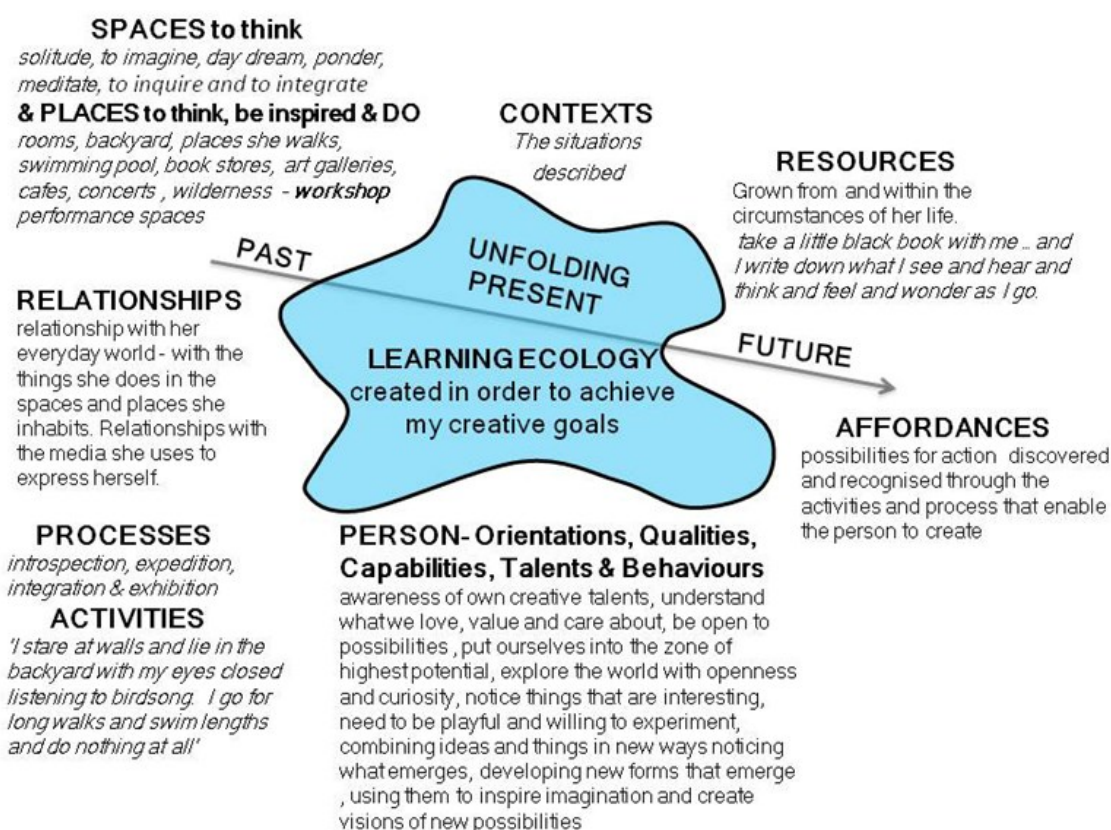 SPACES to think
solitude, to imagine, day dream, ponder,
meditate, to inquire and to integrate
& PLACES to think, be inspired & DO
rooms, backyard, places she walks,
swimming pool, book stores, art galleries,
cafes, concerts , wilderness - workshop
performance spaces
CONTEXTS
The situations
described
RESOURCES
Grown from and within the
circumstances of her life.
take a little black book with me .. and
I write down what I see and hear and
think and feel and wonder as I go.
PAST
UNFOLDING
PRESENT
FUTURE
LEARNING ECOLOGY
created in order to achieve
my creative goals
RELATIONSHIPS
relationship with her
everyday world - with the
things she does in the
spaces and places she
inhabits. Relationships with
the media she uses to
express herself.
AFFORDANCES
possibilities for action discovered
and recognised through the
activities and process that enable
the person to create
PROCESSES
introspection, expedition,
integration & exhibition
ACTIVITIES
'I stare at walls and lie in the
backyard with my eyes closed
listening to birdsong. I go for
long walks and swim lengths
and do nothing at all'
PERSON- Orientations, Qualities,
Capabilities, Talents & Behaviours
awareness of own creative talents, understand
what we love, value and care about, be open to
possibilities , put ourselves into the zone of
highest potential, explore the world with openness
and curiosity, notice things that are interesting,
need to be playful and willing to experiment,
combining ideas and things in new ways noticing
what emerges, developing new forms that emerge
, using them to inspire imagination and create
visions of new possibilities